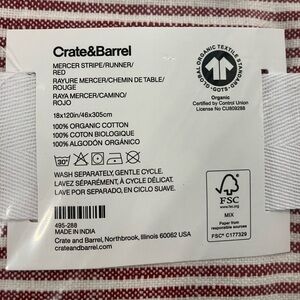 Crate&Barrel
MERCER STRIPE/RUNNER/
RED
RAYURE MERCER/CHEMIN DE TABLE/
ROUGE
RAYA MERCER/CAMINO/
ROJO
18x120in/46x305cm
100% ORGANIC COTTON
100% COTON BIOLOGIQUE
100% ALGODÓN ORGÁNICO
30°
WASH SEPARATELY, GENTLE CYCLE.
LAVEZ SÉPARÉMENT, À CYCLE DÉLICAT.
LAVE POR SEPARADO, EN CICLO SUAVE.
495-288
MADE IN INDIA
Crate and Barrel, Northbrook, Illinois 60062 USA
crateandbarrel.com
GLOBAL ORGANIC TEXTILE STANDARD
·GOTS·
Organic
Certified by Control Union
License No CU809288
FSC
www.fsc.org
MIX
Paper from
responsible sources
FSC® C177329